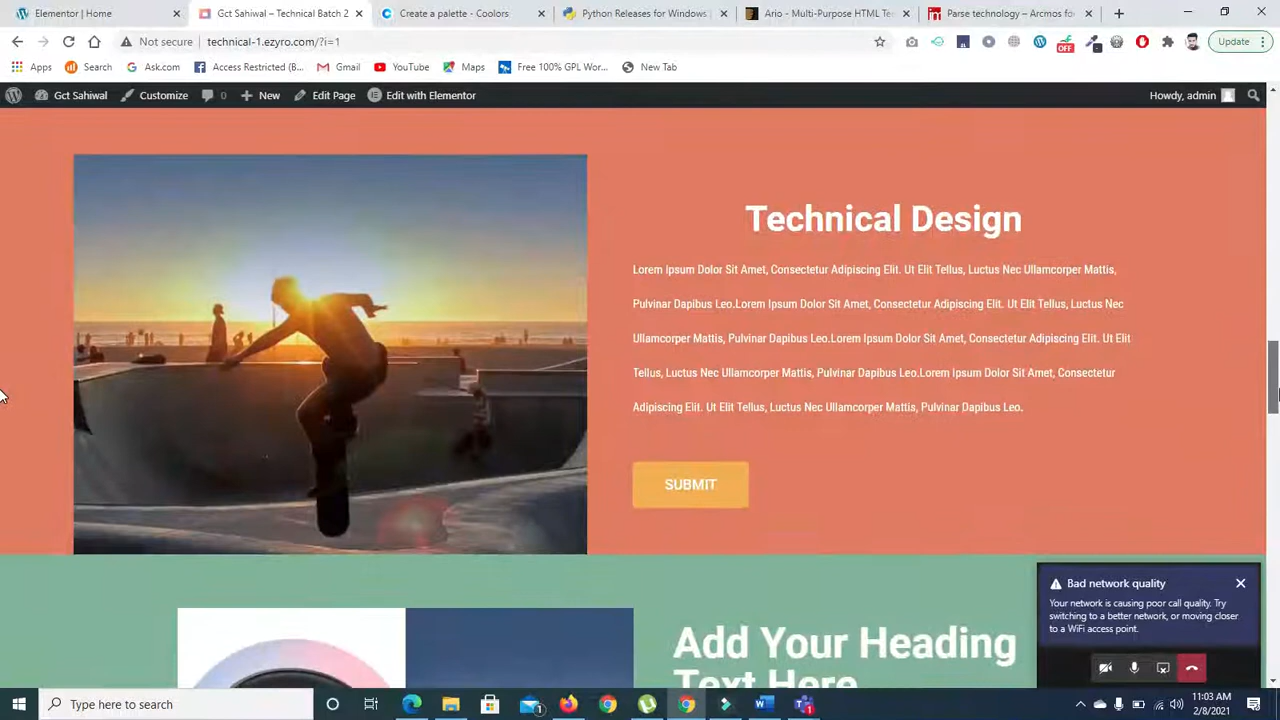 Elementor | Home
Gct Sahiwal – Technical Batch 2
Create a palette - Coolors
Python Releases for Windows
Ario - Multi-Purpose HTML Te
Parse technology – Arcmos fo
Not secure | technical-1.ezyro.com/?i=1
OFF
Update
Apps
Search
Ask.com
Access Restricted (B...
Gmail
YouTube
Maps
Free 100% GPL Wor...
New Tab
Gct Sahiwal
Customize
0
New
Edit Page
Edit with Elementor
Howdy, admin
Technical Design
Lorem Ipsum Dolor Sit Amet, Consectetur Adipiscing Elit. Ut Elit Tellus, Luctus Nec Ullamcorper Mattis,
Pulvinar Dapibus Leo.Lorem Ipsum Dolor Sit Amet, Consectetur Adipiscing Elit. Ut Elit Tellus, Luctus Nec
Ullamcorper Mattis, Pulvinar Dapibus Leo.Lorem Ipsum Dolor Sit Amet, Consectetur Adipiscing Elit. Ut Elit
Tellus, Luctus Nec Ullamcorper Mattis, Pulvinar Dapibus Leo.Lorem Ipsum Dolor Sit Amet, Consectetur
Adipiscing Elit. Ut Elit Tellus, Luctus Nec Ullamcorper Mattis, Pulvinar Dapibus Leo.
SUBMIT
Add Your Heading
Text Here
Bad network quality
Your network is causing poor call quality. Try
switching to a better network, or moving closer
to a WiFi access point.
Type here to search
11:03 AM
2/8/2021